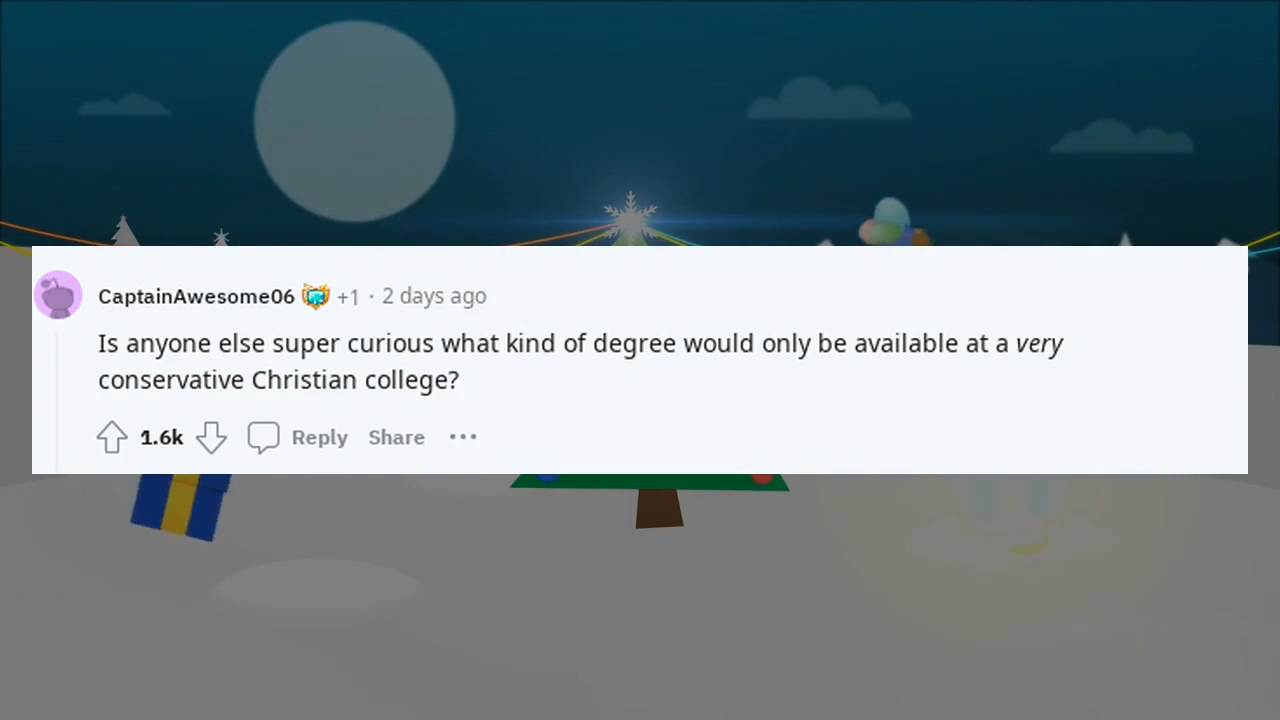 CaptainAwesome06 +1 · 2 days ago
Is anyone else super curious what kind of degree would only be available at a very
conservative Christian college?
1.6k Reply Share ···